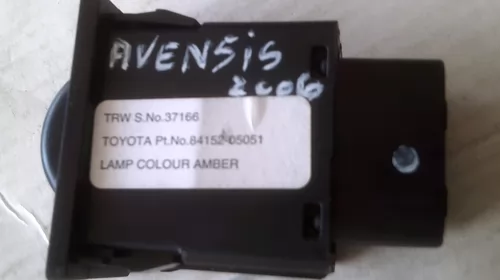 AVENSIS
2006
TRW S.No.37166
TOYOTA Pt.No.84152-05051
LAMP COLOUR AMBER